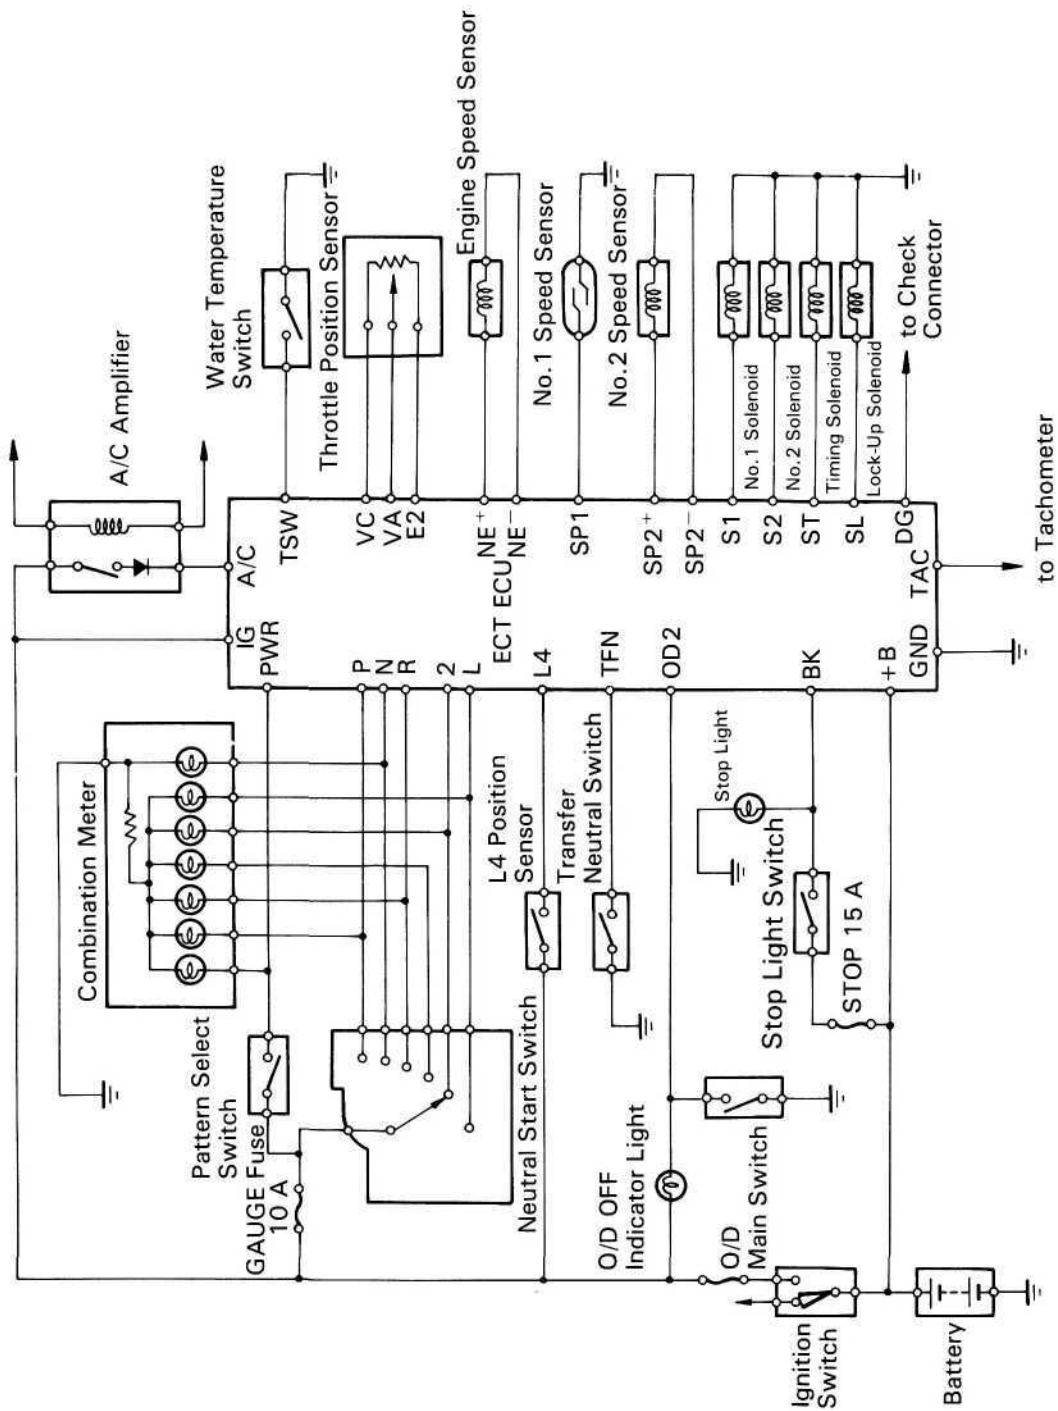 A/C Amplifier
Water Temperature
Switch
Throttle Position Sensor
Engine Speed Sensor
No.1 Speed Sensor
No.2 Speed Sensor
No.1 Solenoid
No.2 Solenoid
Timing Solenoid
Lock-Up Solenoid
to Check
Connector
to Tachometer
A/C
TSW
VC
VA
E2
NE+
NE−
SP1
SP2+
SP2−
S1
S2
ST
SL
DG
TAC
ECT ECU
IG
PWR
P
N
R
2
L
L4
TFN
OD2
BK
+B
GND
Combination Meter
Pattern Select
Switch
GAUGE Fuse
10 A
Neutral Start Switch
L4 Position
Sensor
Transfer
Neutral Switch
O/D OFF
Indicator Light
O/D
Main Switch
Stop Light
Stop Light Switch
STOP 15 A
Ignition
Switch
Battery